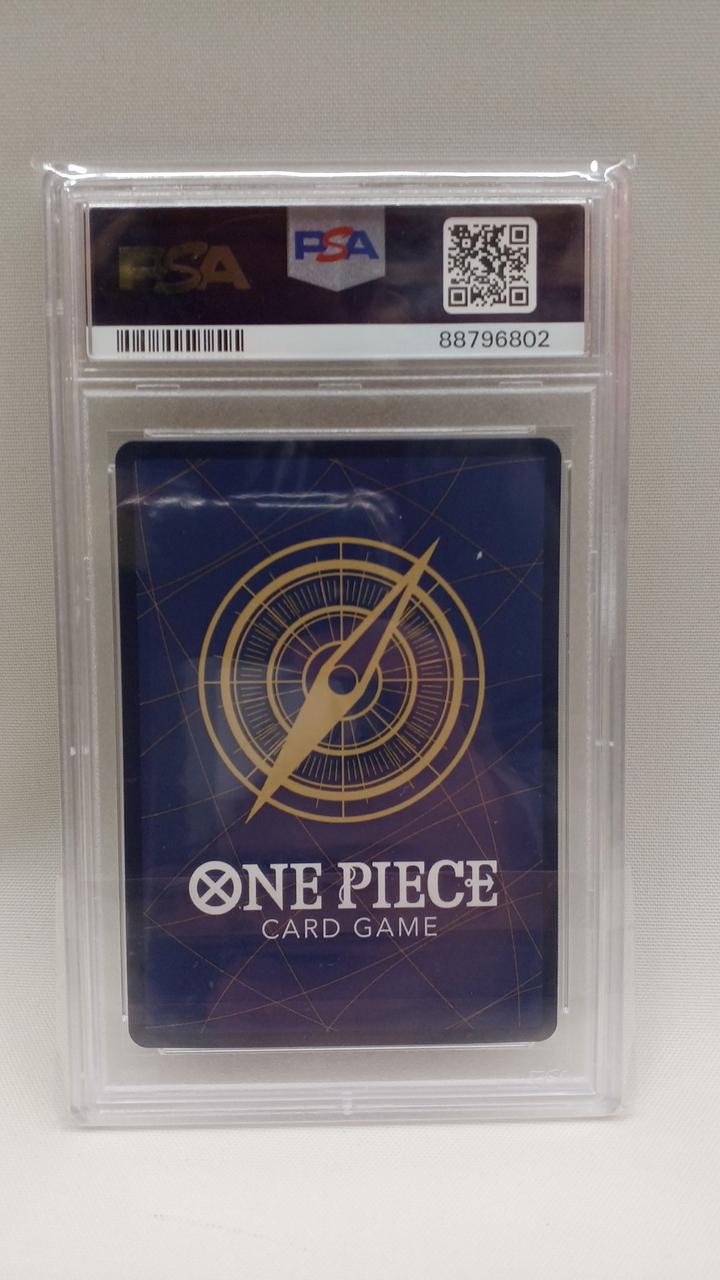 PSA PSA
88796802
ONE PIECE
CARD GAME